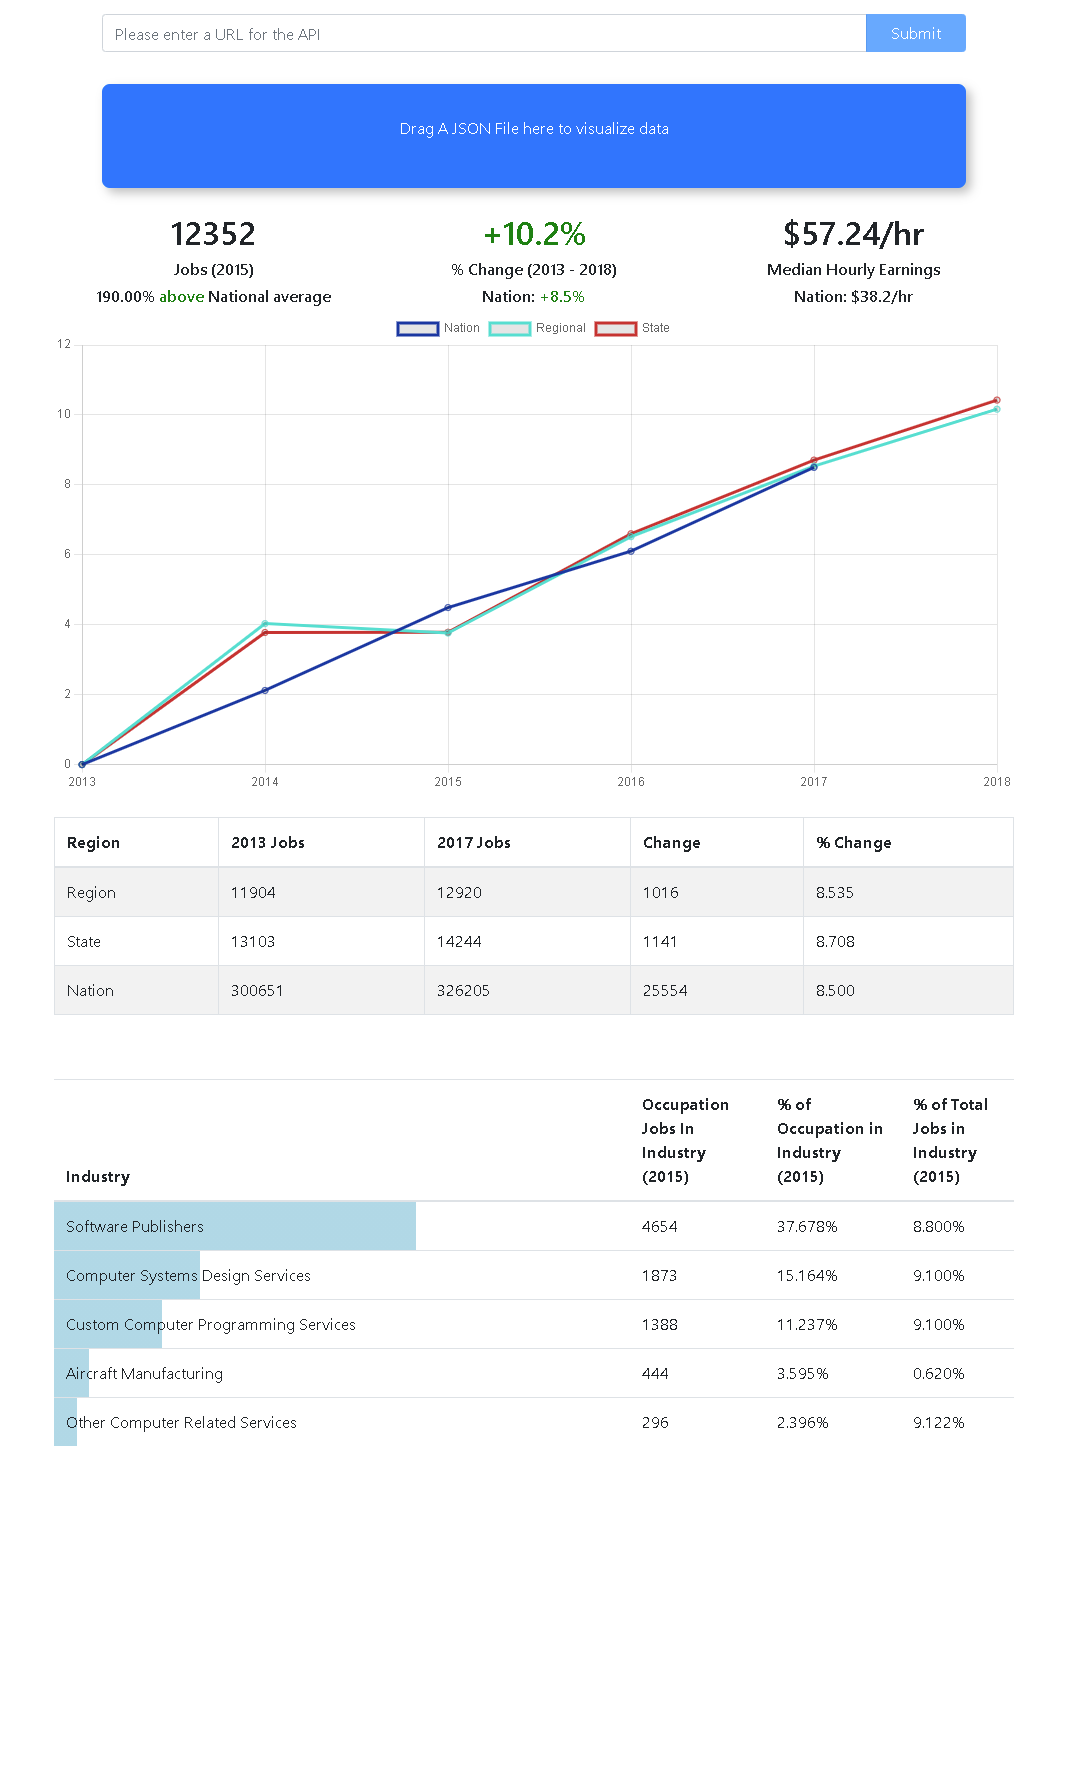 Please enter a URL for the API
Submit
Drag A JSON File here to visualize data
12352
Jobs (2015)
190.00% above National average
+10.2%
% Change (2013 - 2018)
Nation: +8.5%
$57.24/hr
Median Hourly Earnings
Nation: $38.2/hr
Nation Regional State
12
10
8
6
4
2
0
2013 2014 2015 2016 2017 2018
Region 2013 Jobs 2017 Jobs Change % Change
Region 11904 12920 1016 8.535
State 13103 14244 1141 8.708
Nation 300651 326205 25554 8.500
Industry
Occupation
Jobs In
Industry
(2015)
% of
Occupation in
Industry
(2015)
% of Total
Jobs in
Industry
(2015)
Software Publishers 4654 37.678% 8.800%
Computer Systems Design Services 1873 15.164% 9.100%
Custom Computer Programming Services 1388 11.237% 9.100%
Aircraft Manufacturing 444 3.595% 0.620%
Other Computer Related Services 296 2.396% 9.122%